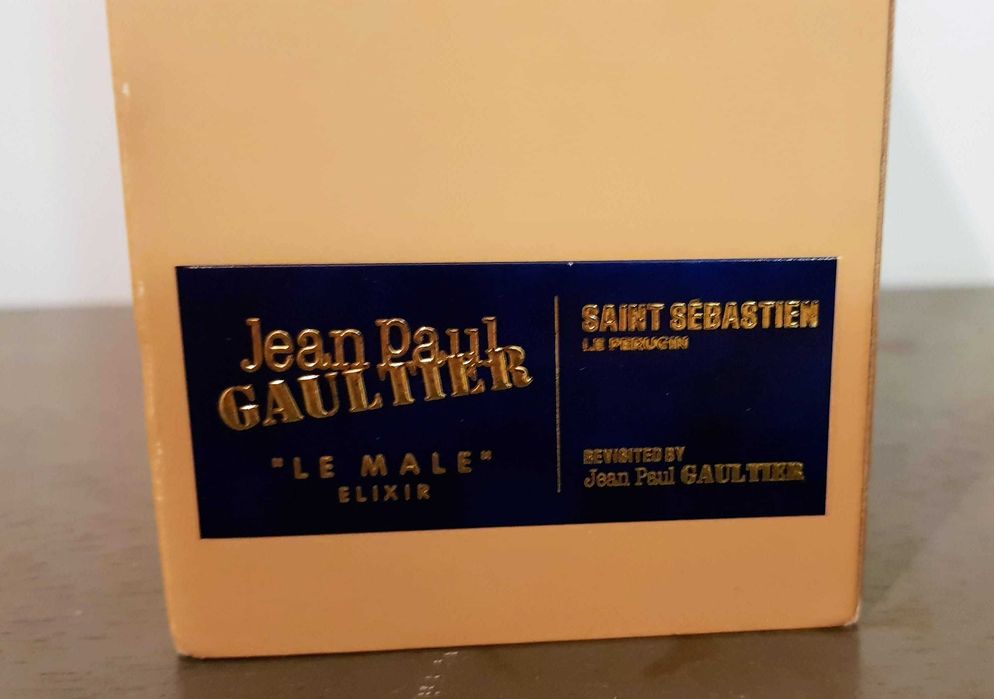 Jean Paul
GAULTIER
"LE MALE"
ELIXIR
SAINT SÉBASTIEN
LE PERUGIN
REVISITED BY
Jean Paul GAULTIER